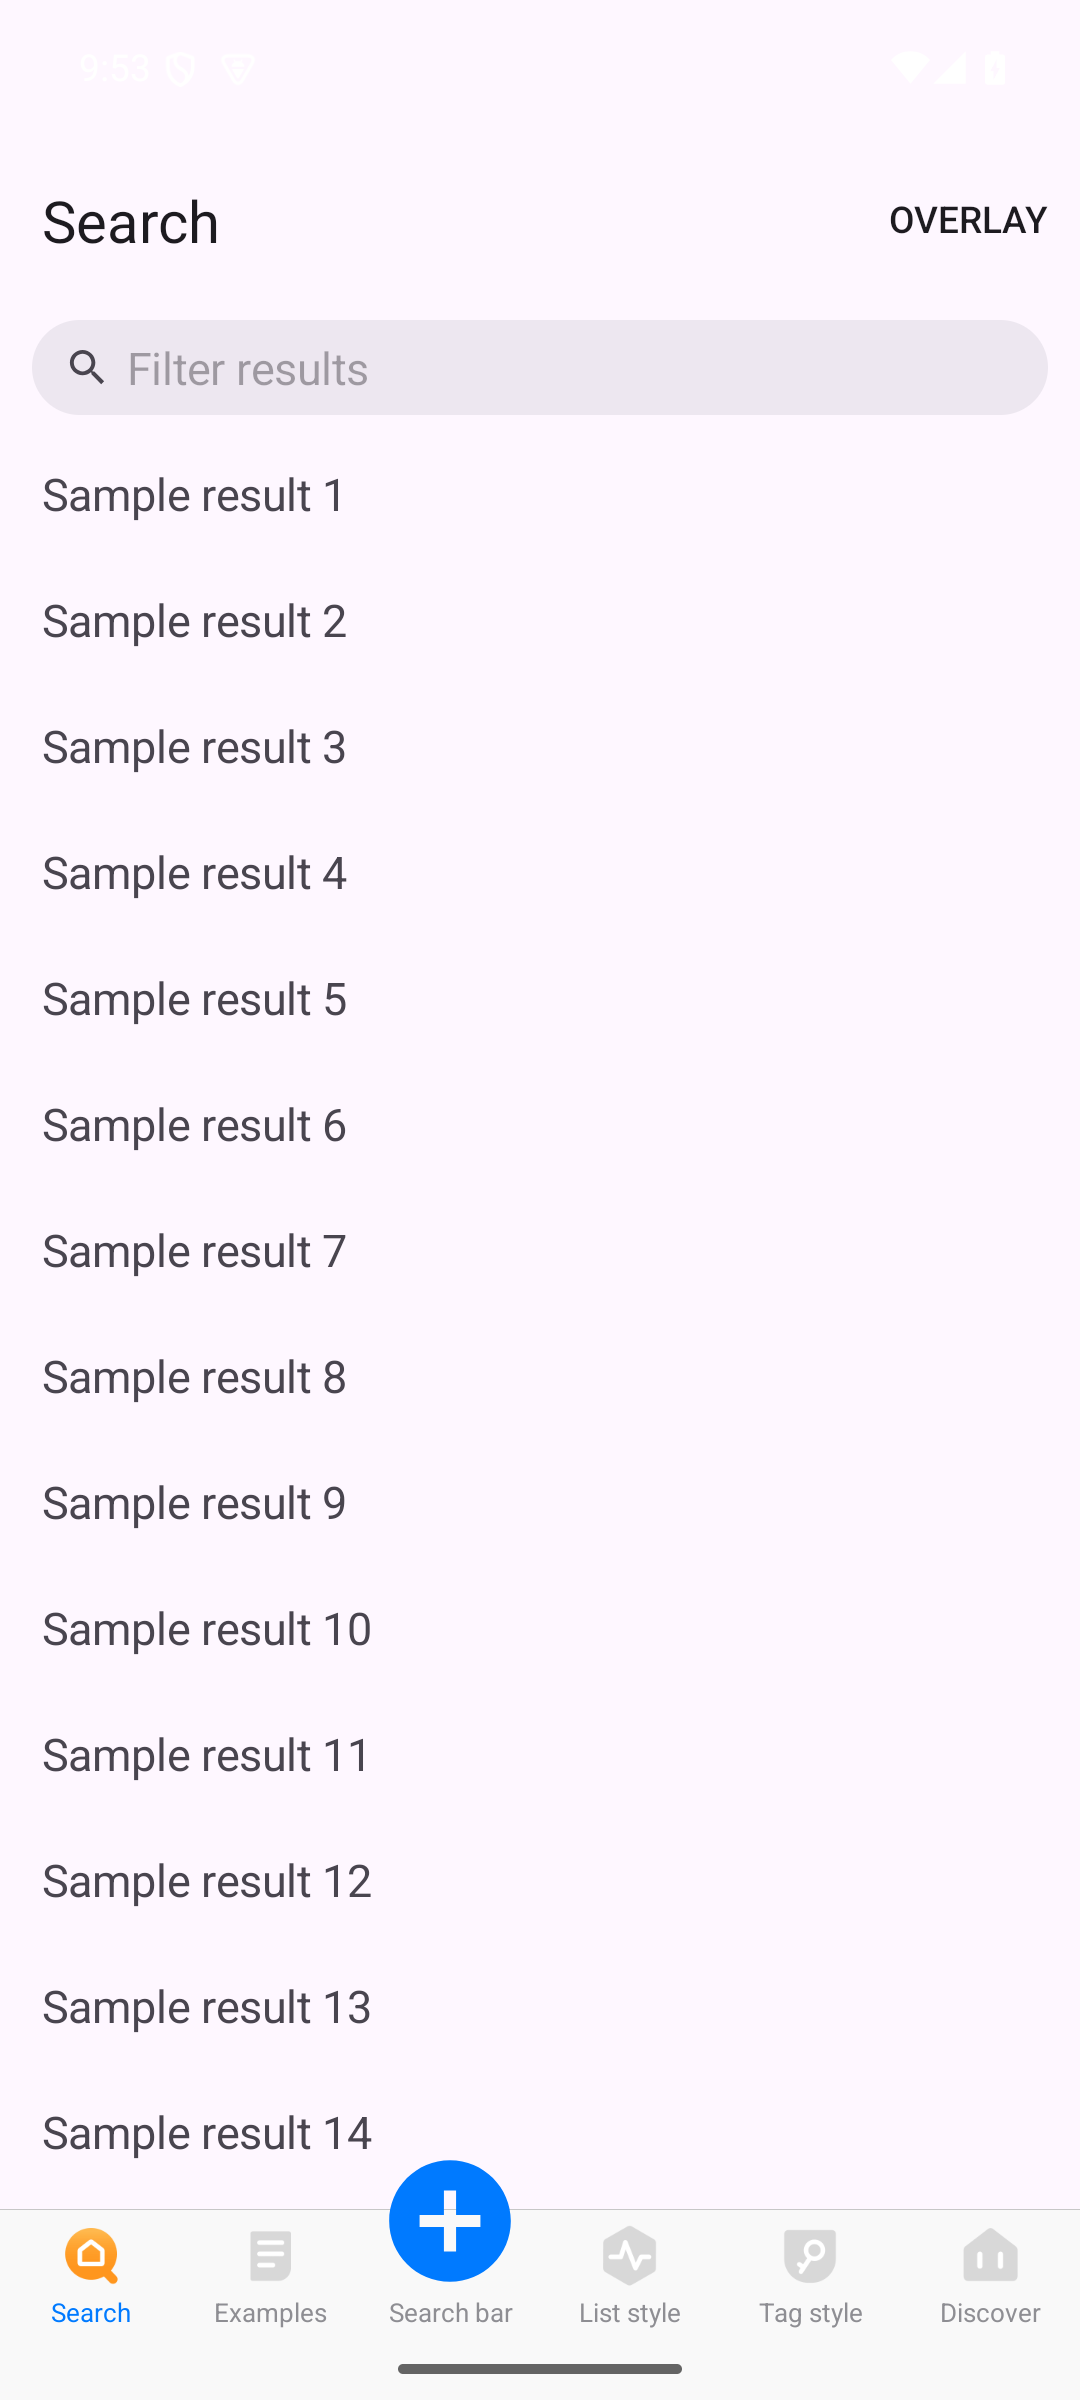 9:53
Search
OVERLAY
Filter results
Sample result 1
Sample result 2
Sample result 3
Sample result 4
Sample result 5
Sample result 6
Sample result 7
Sample result 8
Sample result 9
Sample result 10
Sample result 11
Sample result 12
Sample result 13
Sample result 14
Search
Examples
Search bar
List style
Tag style
Discover